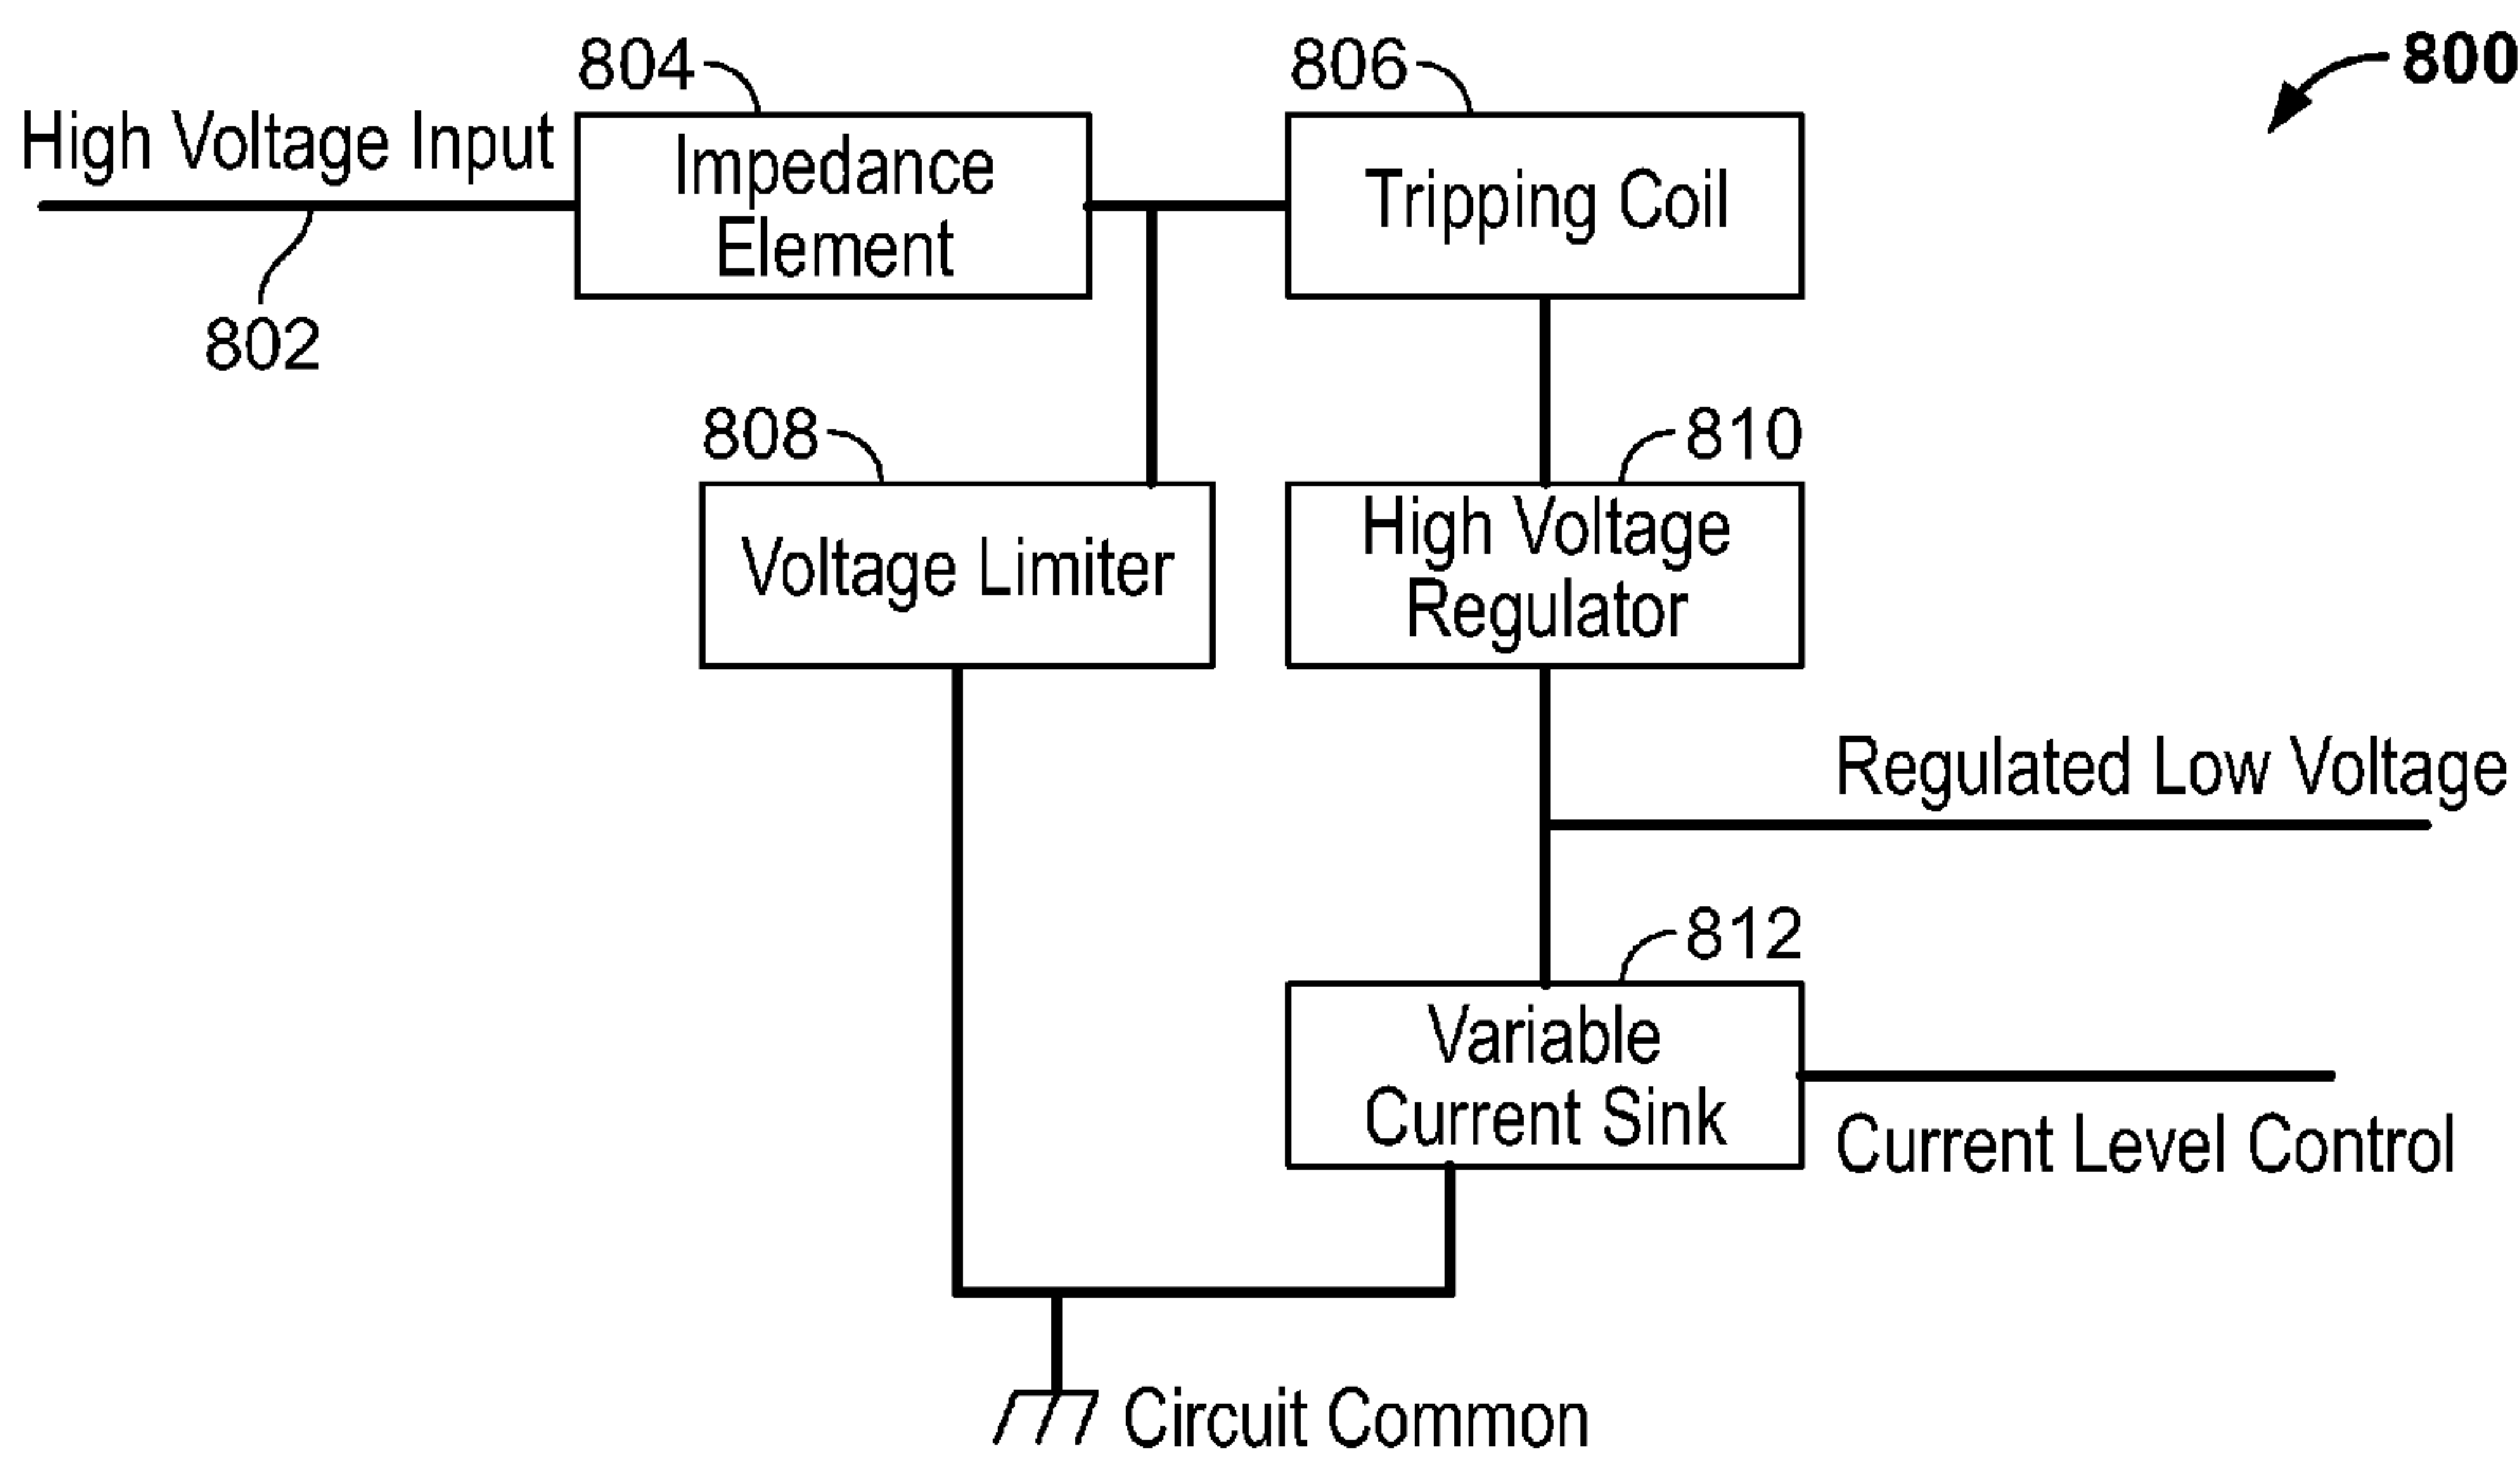 804
806
800
High Voltage Input
Impedance
Element
Tripping Coil
802
808
810
Voltage Limiter
High Voltage
Regulator
Regulated Low Voltage
812
Variable
Current Sink
Current Level Control
Circuit Common